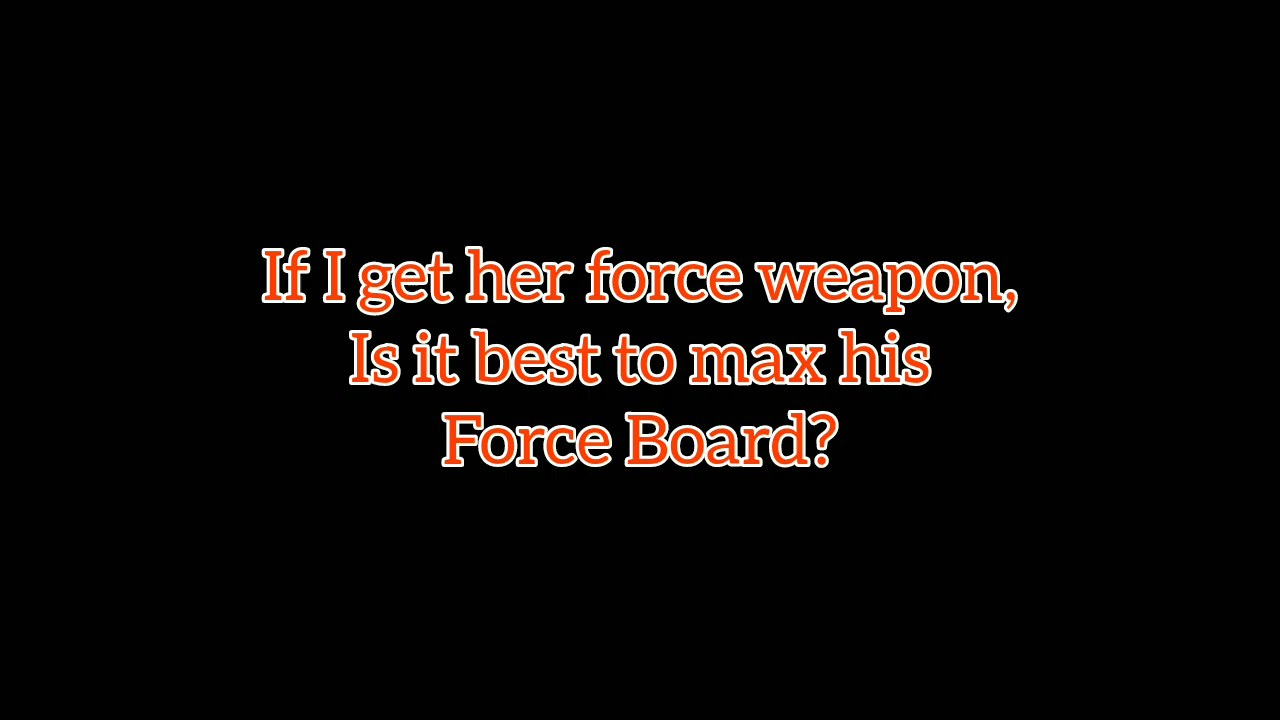 If I get her force weapon,
Is it best to max his
Force Board?